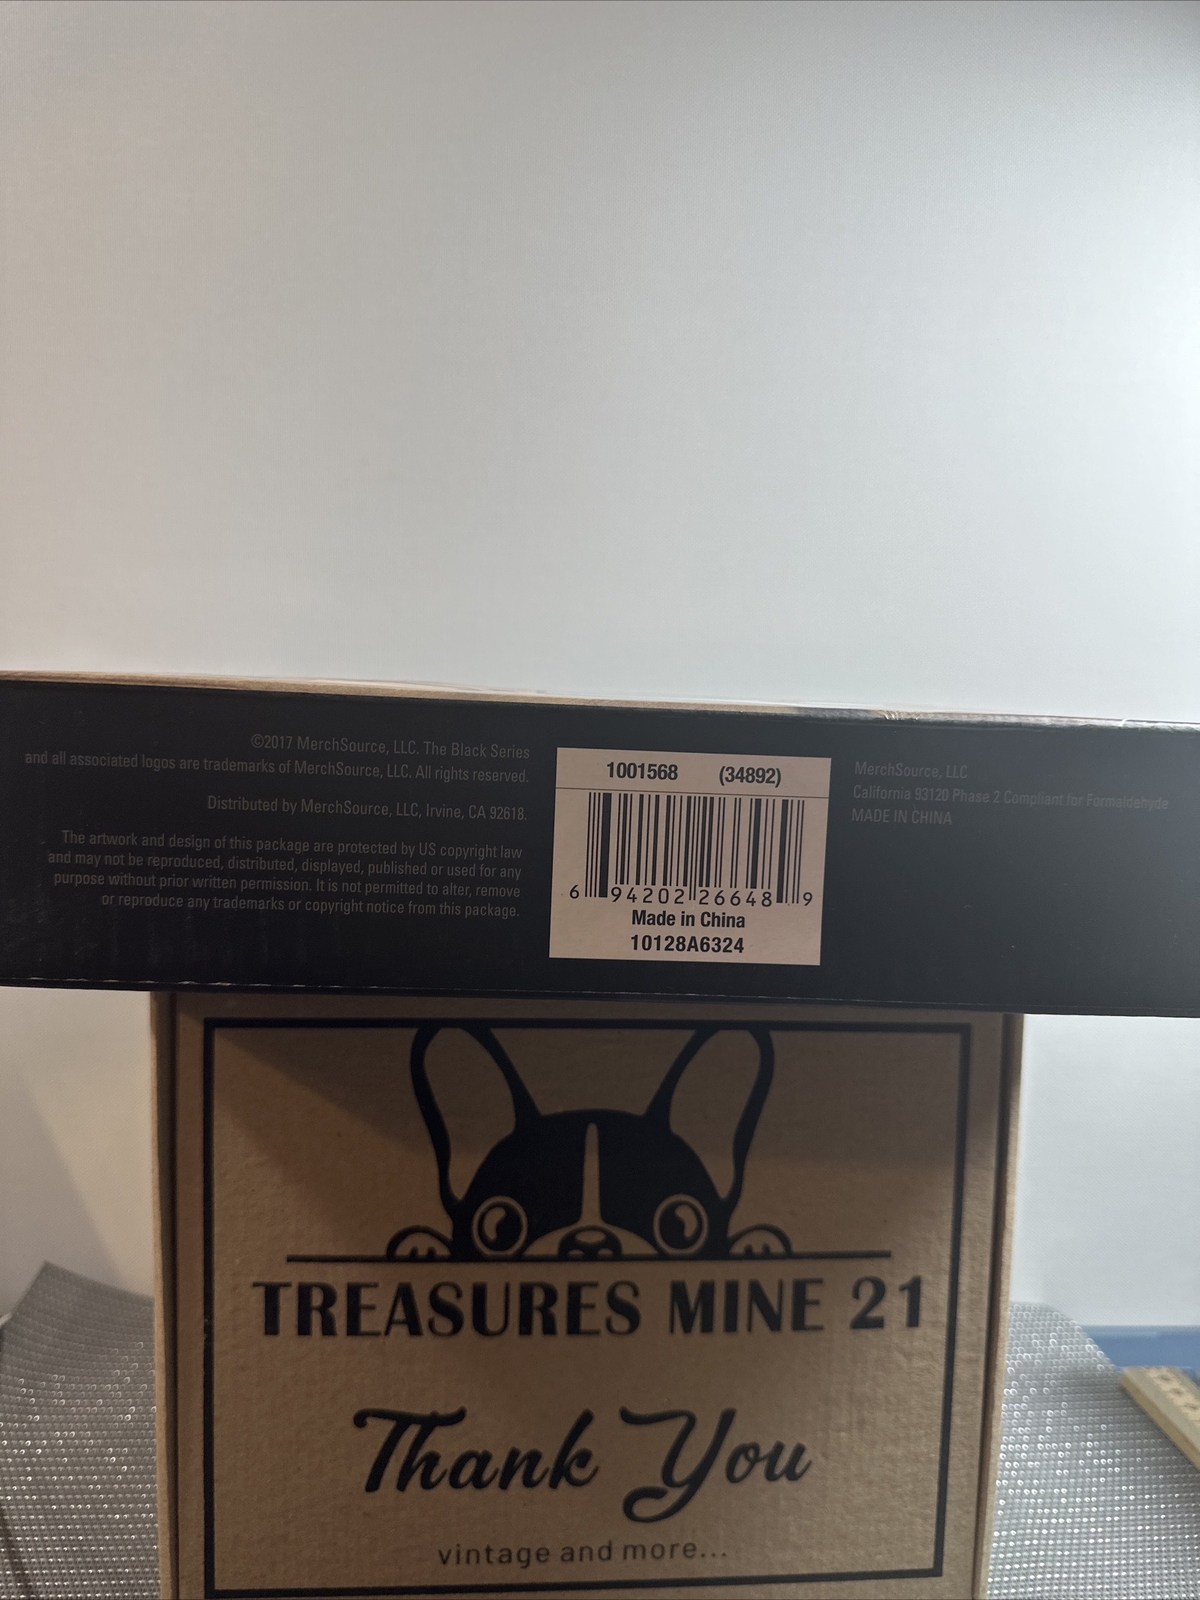 ©2017 MerchSource, LLC. The Black Series
and all associated logos are trademarks of MerchSource, LLC. All rights reserved.
Distributed by MerchSource, LLC, Irvine, CA 92618.
The artwork and design of this package are protected by US copyright law
and may not be reproduced, distributed, displayed, published or used for any
purpose without prior written permission. It is not permitted to alter, remove
or reproduce any trademarks or copyright notice from this package.
1001568 (34892)
6 94202 26648 9
Made in China
10128A6324
MerchSource, LLC
California 93120 Phase 2 Compliant for Formaldehyde
MADE IN CHINA
TREASURES MINE 21
Thank You
vintage and more...